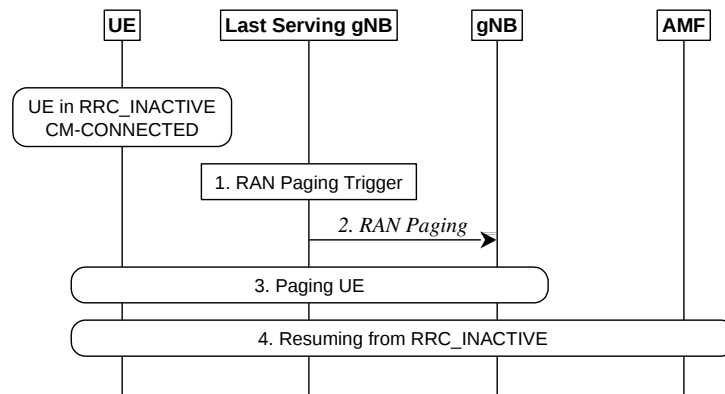 UE
Last Serving gNB
gNB
AMF
UE in RRC_INACTIVE
CM-CONNECTED
1. RAN Paging Trigger
2. RAN Paging
3. Paging UE
4. Resuming from RRC_INACTIVE